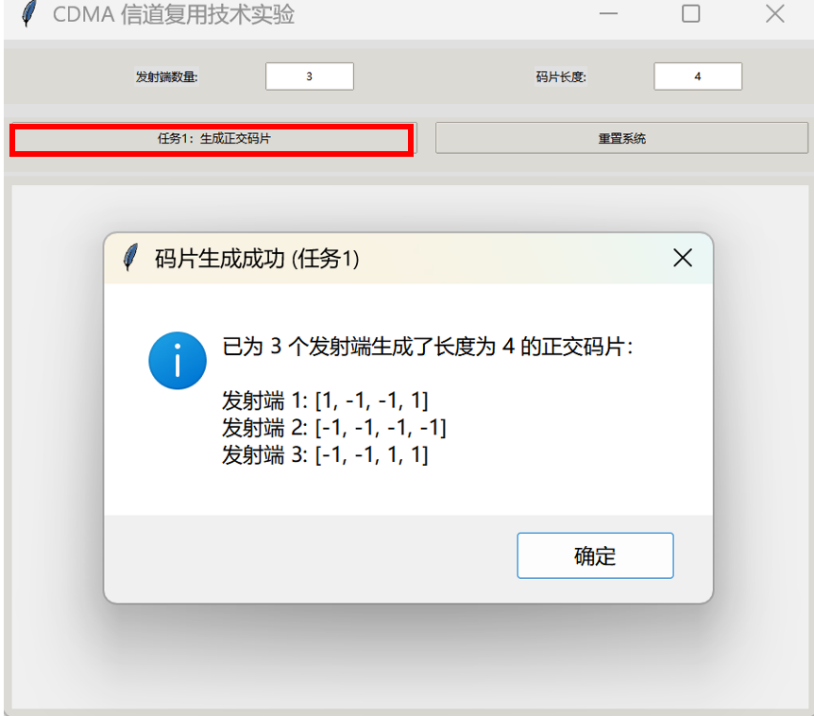 CDMA 信道复用技术实验
发射端数量: 3 码片长度: 4
任务1: 生成正交码片 重置系统
码片生成成功 (任务1)
已为 3 个发射端生成了长度为 4 的正交码片:
发射端 1: [1, -1, -1, 1]
发射端 2: [-1, -1, -1, -1]
发射端 3: [-1, -1, 1, 1]
确定